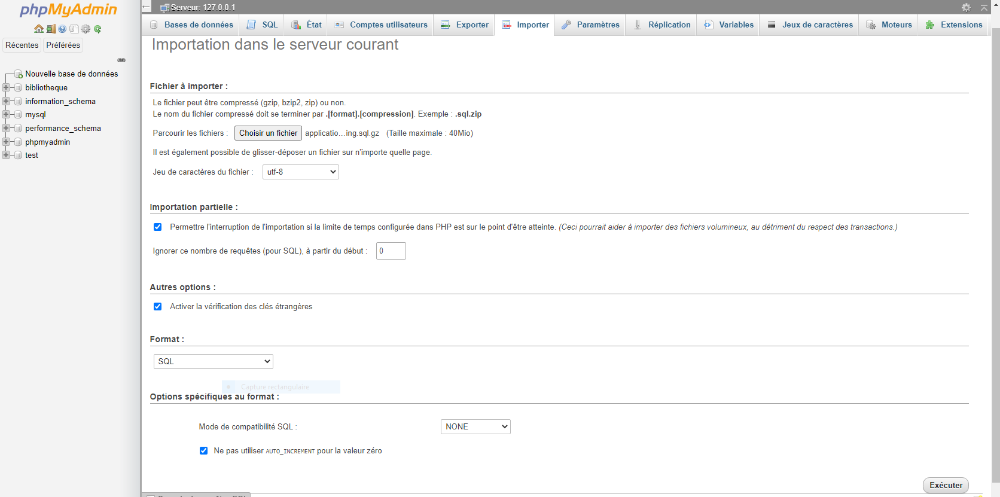 phpMyAdmin
Récentes
Préférées
Nouvelle base de données
bibliotheque
information_schema
mysql
performance_schema
phpmyadmin
test
Serveur: 127.0.0.1
Bases de données
SQL
État
Comptes utilisateurs
Exporter
Importer
Paramètres
Réplication
Variables
Jeux de caractères
Moteurs
Extensions
Importation dans le serveur courant
Fichier à importer :
Le fichier peut être compressé (gzip, bzip2, zip) ou non.
Le nom du fichier compressé doit se terminer par .[format].[compression]. Exemple : .sql.zip
Parcourir les fichiers : Choisir un fichier applicatio…ing.sql.gz (Taille maximale : 40Mio)
Il est également possible de glisser-déposer un fichier sur n'importe quelle page.
Jeu de caractères du fichier : utf-8
Importation partielle :
Permettre l'interruption de l'importation si la limite de temps configurée dans PHP est sur le point d'être atteinte. (Ceci pourrait aider à importer des fichiers volumineux, au détriment du respect des transactions.)
Ignorer ce nombre de requêtes (pour SQL), à partir du début : 0
Autres options :
Activer la vérification des clés étrangères
Format :
SQL
Capture rectangulaire
Options spécifiques au format :
Mode de compatibilité SQL : NONE
Ne pas utiliser AUTO_INCREMENT pour la valeur zéro
Exécuter